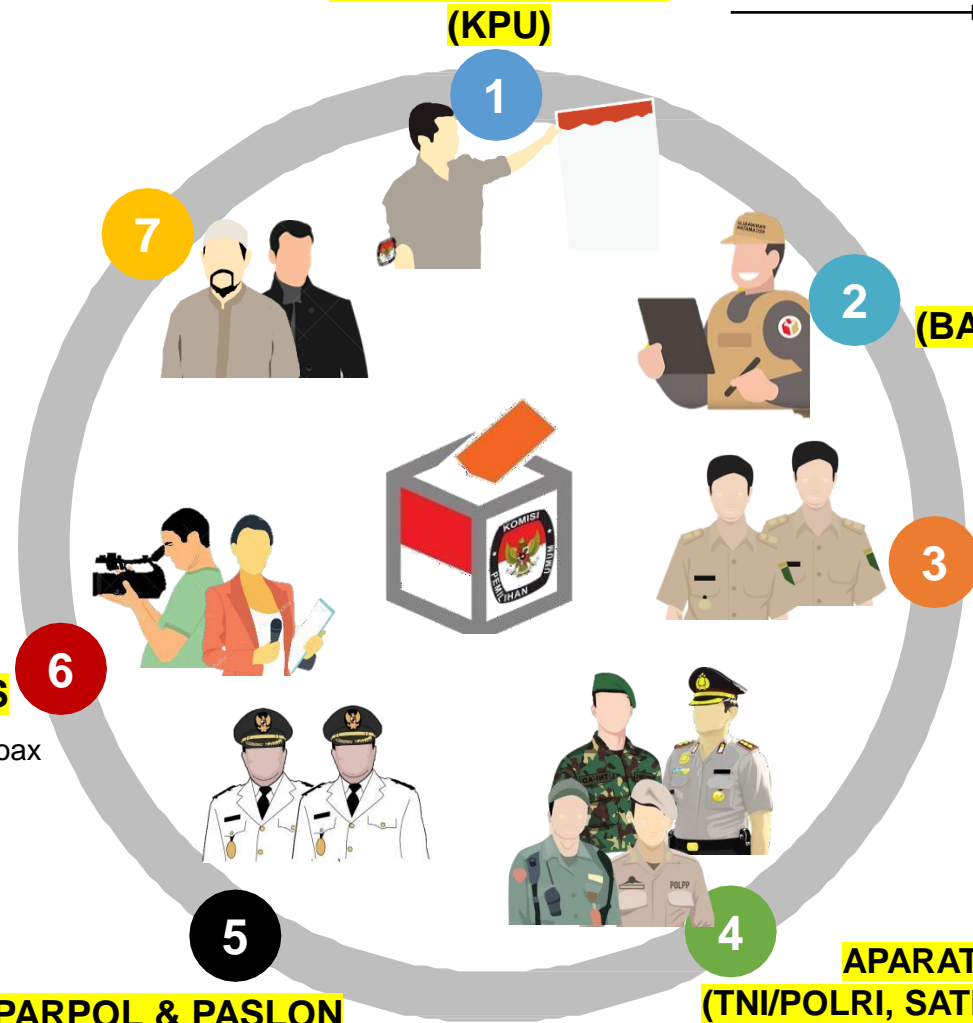 (KPU)
1
7
2
(BA
KOMISI
PEMILIHAN
UMUM
3
6
S
oax
POLPP
5
4
APARAT
(TNI/POLRI, SAT
PARPOL & PASLON